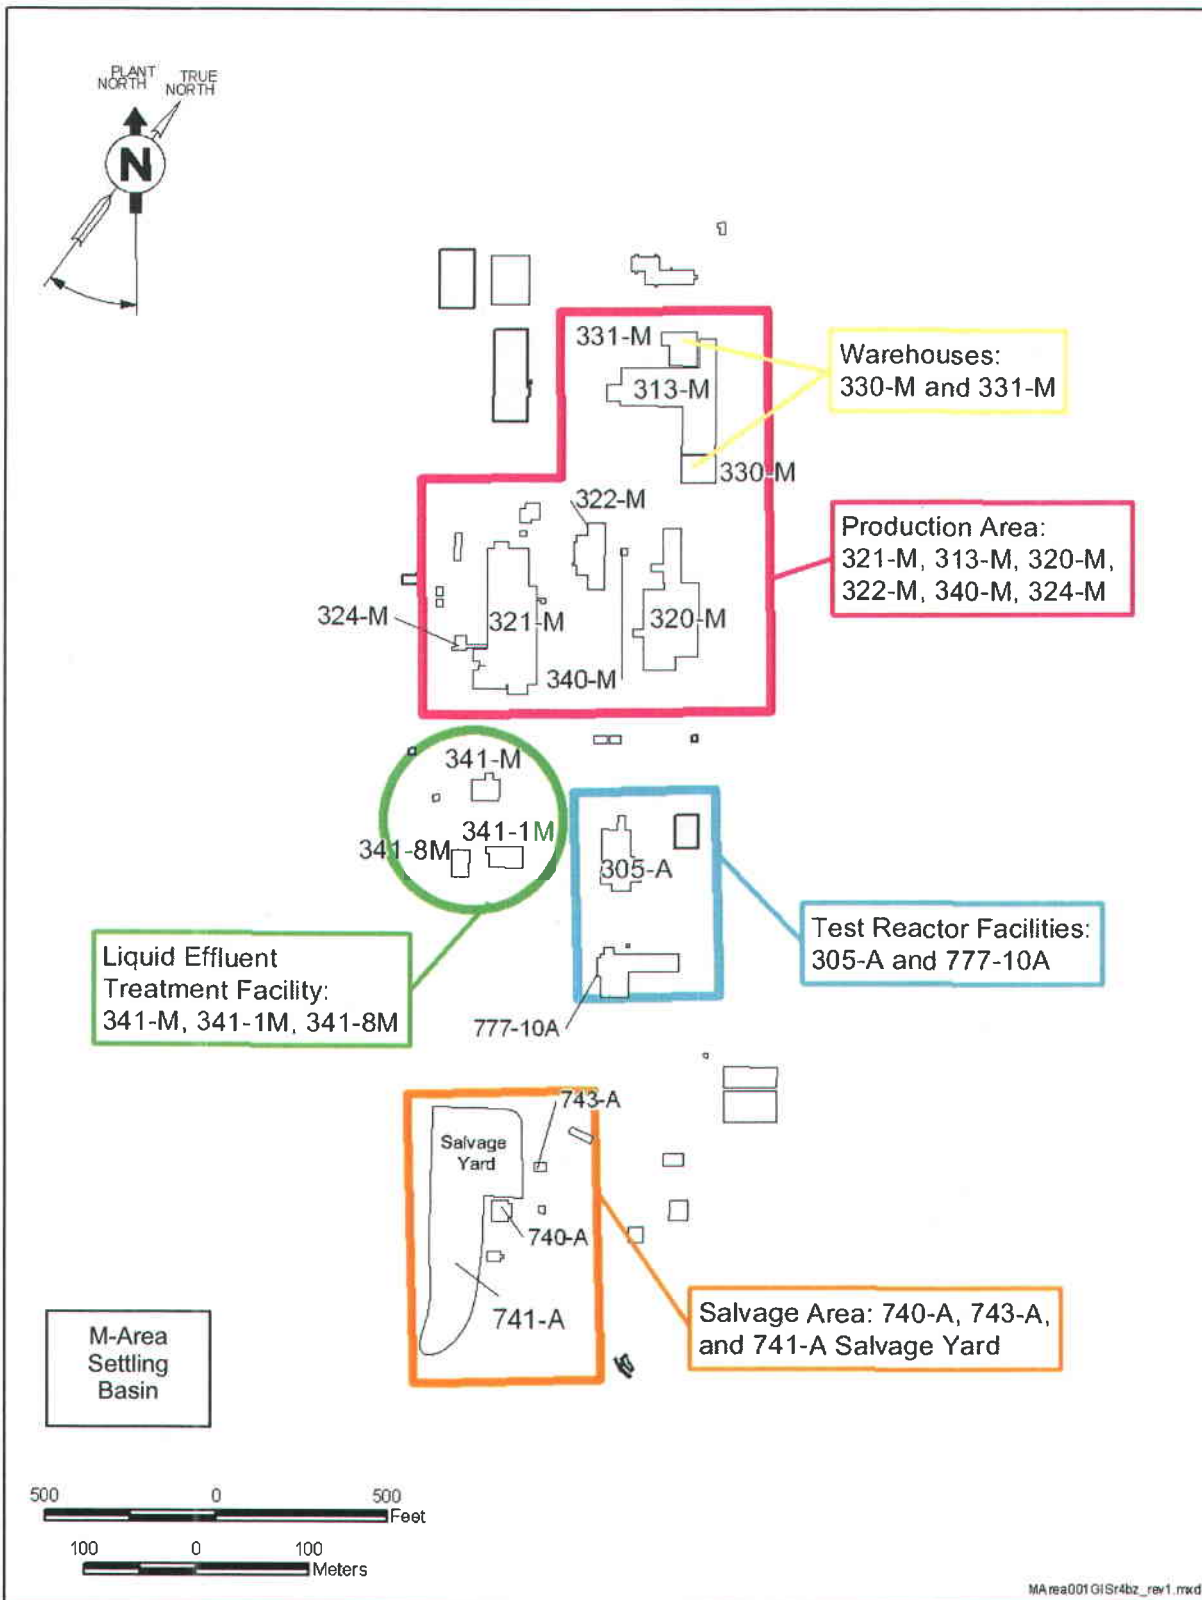 PLANT
NORTH
TRUE
NORTH
N
331-M
313-M
330-M
Warehouses:
330-M and 331-M
322-M
Production Area:
321-M, 313-M, 320-M,
322-M, 340-M, 324-M
324-M
321-M
320-M
340-M
341-M
341-1M
341-8M
305-A
Liquid Effluent
Treatment Facility:
341-M, 341-1M, 341-8M
Test Reactor Facilities:
305-A and 777-10A
777-10A
743-A
Salvage
Yard
740-A
741-A
Salvage Area: 740-A, 743-A,
and 741-A Salvage Yard
M-Area
Settling
Basin
500 0 500
Feet
100 0 100
Meters
MArea001GISr4bz_rev1.mxd